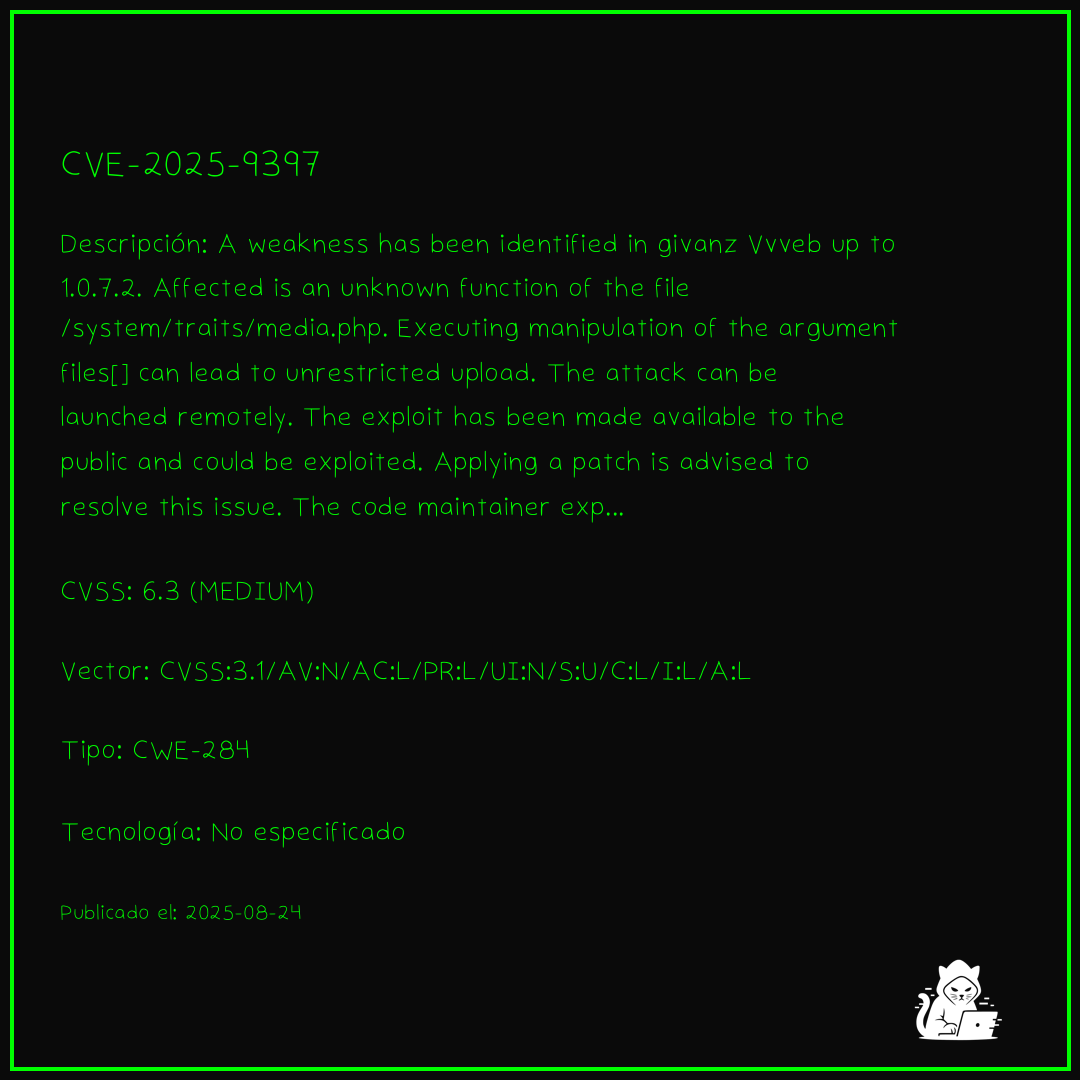 CVE-2025-9397
Descripción: A weakness has been identified in givanz Vvveb up to
1.0.7.2. Affected is an unknown function of the file
/system/traits/media.php. Executing manipulation of the argument
files[] can lead to unrestricted upload. The attack can be
launched remotely. The exploit has been made available to the
public and could be exploited. Applying a patch is advised to
resolve this issue. The code maintainer exp...
CVSS: 6.3 (MEDIUM)
Vector: CVSS:3.1/AV:N/AC:L/PR:L/UI:N/S:U/C:L/I:L/A:L
Tipo: CWE-284
Tecnología: No especificado
Publicado el: 2025-08-24